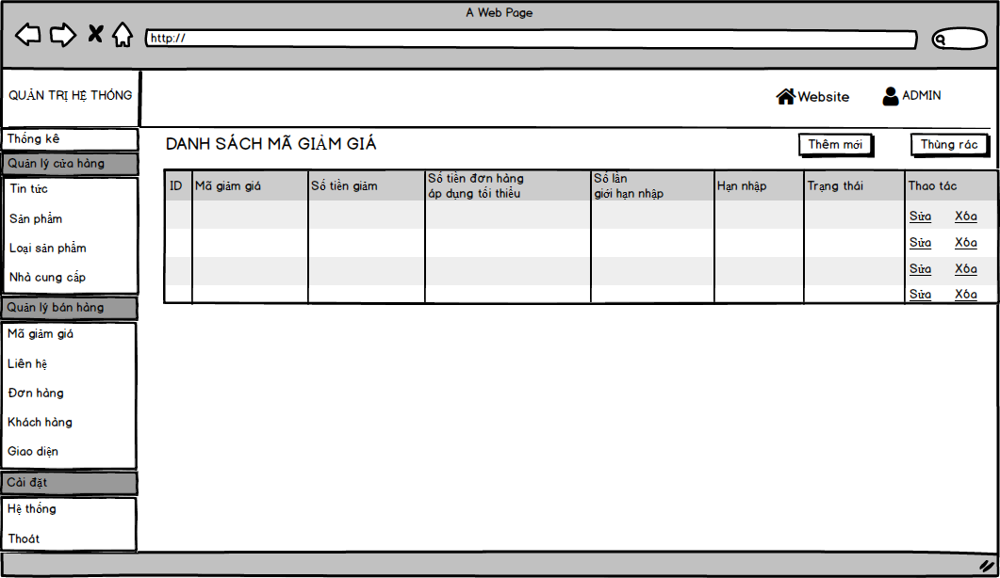 A Web Page
http://
QUẢN TRỊ HỆ THỐNG
Website
ADMIN
Thống kê
Quản lý cửa hàng
Tin tức
Sản phẩm
Loại sản phẩm
Nhà cung cấp
Quản lý bán hàng
Mã giảm giá
Liên hệ
Đơn hàng
Khách hàng
Giao diện
Cài đặt
Hệ thống
Thoát
DANH SÁCH MÃ GIẢM GIÁ
Thêm mới
Thùng rác
ID
Mã giảm giá
Số tiền giảm
Số tiền đơn hàng
áp dụng tối thiểu
Số lần
giới hạn nhập
Hạn nhập
Trạng thái
Thao tác
Sửa Xóa
Sửa Xóa
Sửa Xóa
Sửa Xóa